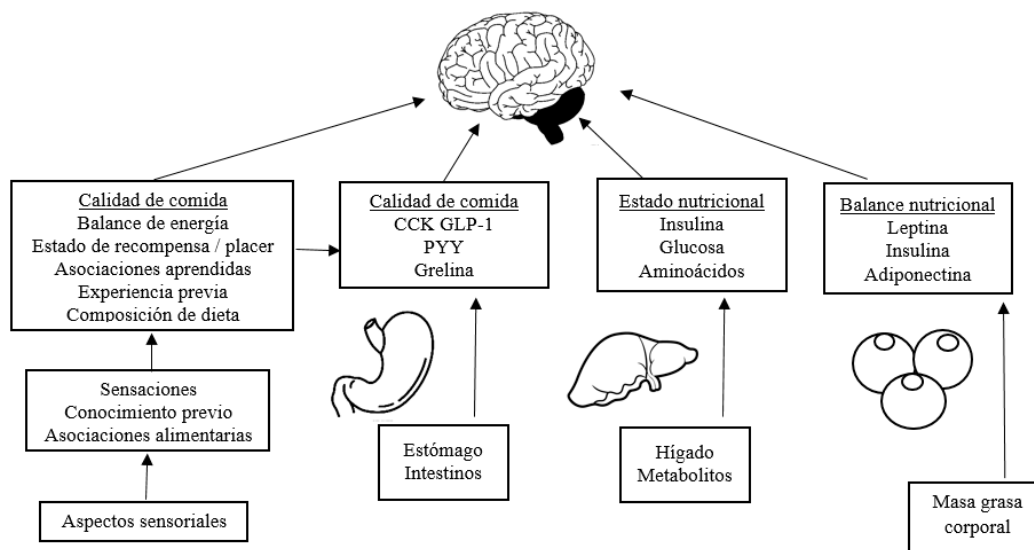 Calidad de comida
Balance de energía
Estado de recompensa / placer
Asociaciones aprendidas
Experiencia previa
Composición de dieta
Calidad de comida
CCK GLP-1
PYY
Grelina
Estado nutricional
Insulina
Glucosa
Aminoácidos
Balance nutricional
Leptina
Insulina
Adiponectina
Sensaciones
Conocimiento previo
Asociaciones alimentarias
Estómago
Intestinos
Hígado
Metabolitos
Aspectos sensoriales
Masa grasa
corporal